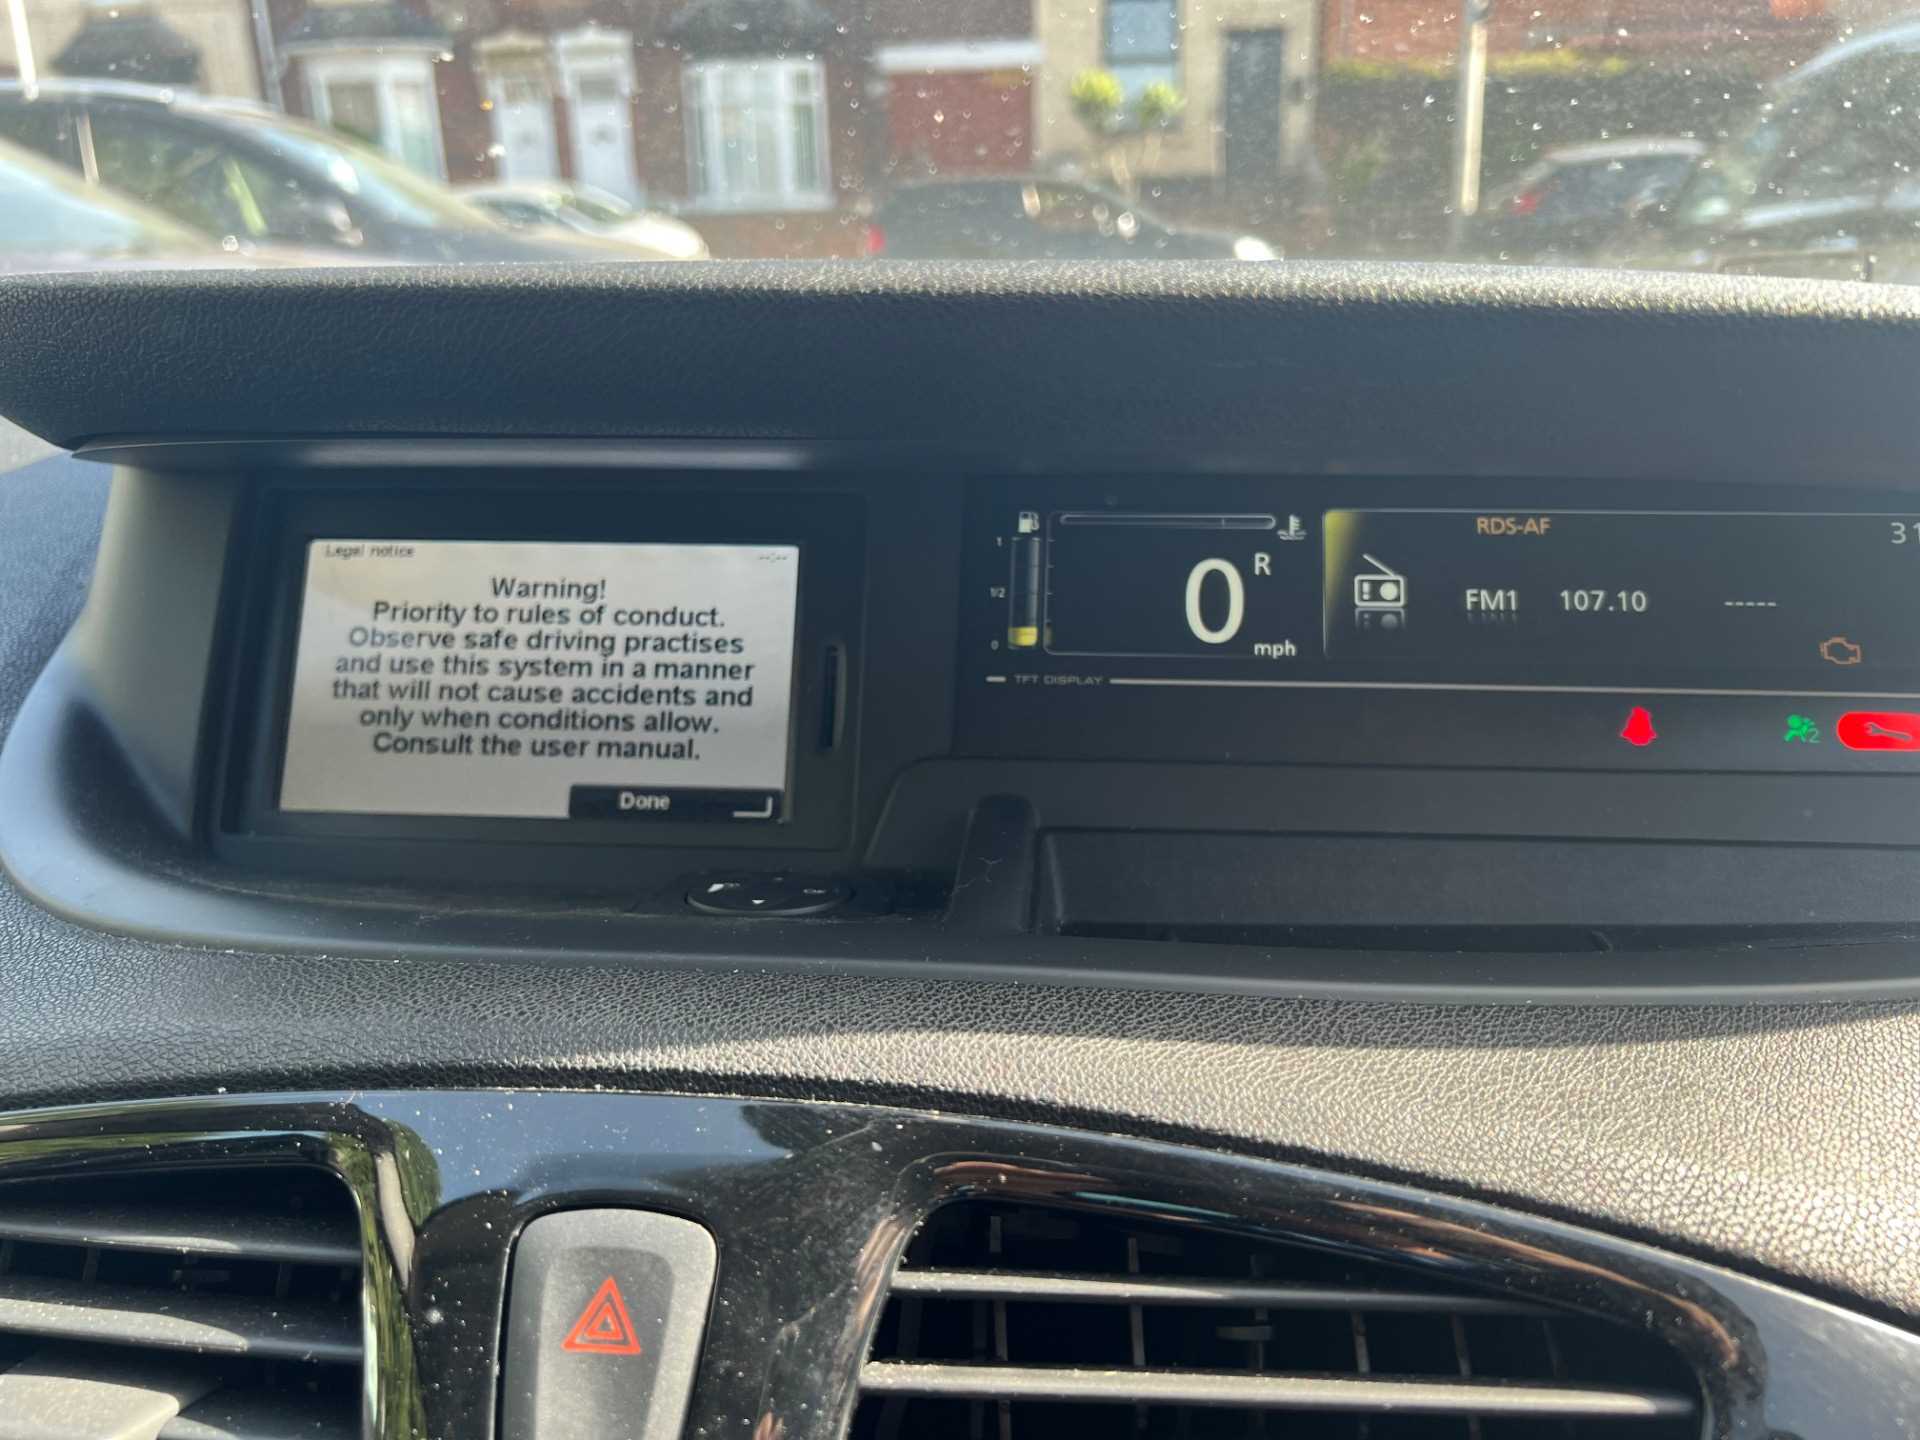 Legal notice
--:--
Warning!
Priority to rules of conduct.
Observe safe driving practises
and use this system in a manner
that will not cause accidents and
only when conditions allow.
Consult the user manual.
Done
1
1/2
0
0
R
mph
TFT DISPLAY
RDS-AF
31
FM1 107.10 -----
2